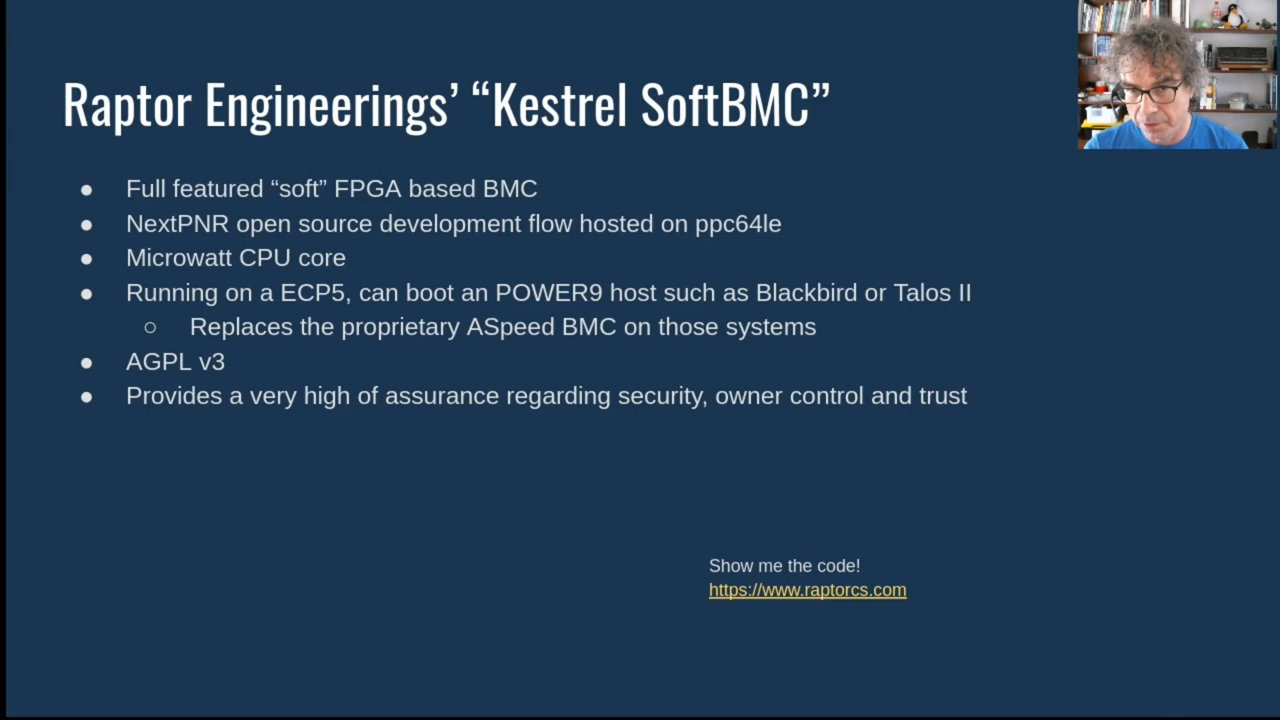 Raptor Engineerings’ “Kestrel SoftBMC”
● Full featured “soft” FPGA based BMC
● NextPNR open source development flow hosted on ppc64le
● Microwatt CPU core
● Running on a ECP5, can boot an POWER9 host such as Blackbird or Talos II
○ Replaces the proprietary ASpeed BMC on those systems
● AGPL v3
● Provides a very high of assurance regarding security, owner control and trust
Show me the code!
https://www.raptorcs.com